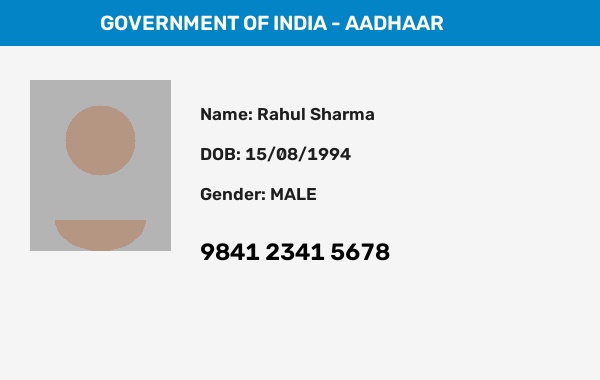 GOVERNMENT OF INDIA - AADHAAR
Name: Rahul Sharma
DOB: 15/08/1994
Gender: MALE
9841 2341 5678